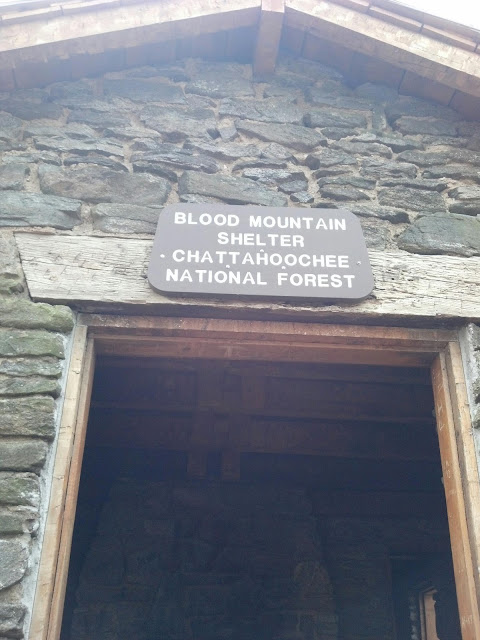 BLOOD MOUNTAIN
SHELTER
CHATTAHOOCHEE
NATIONAL FOREST